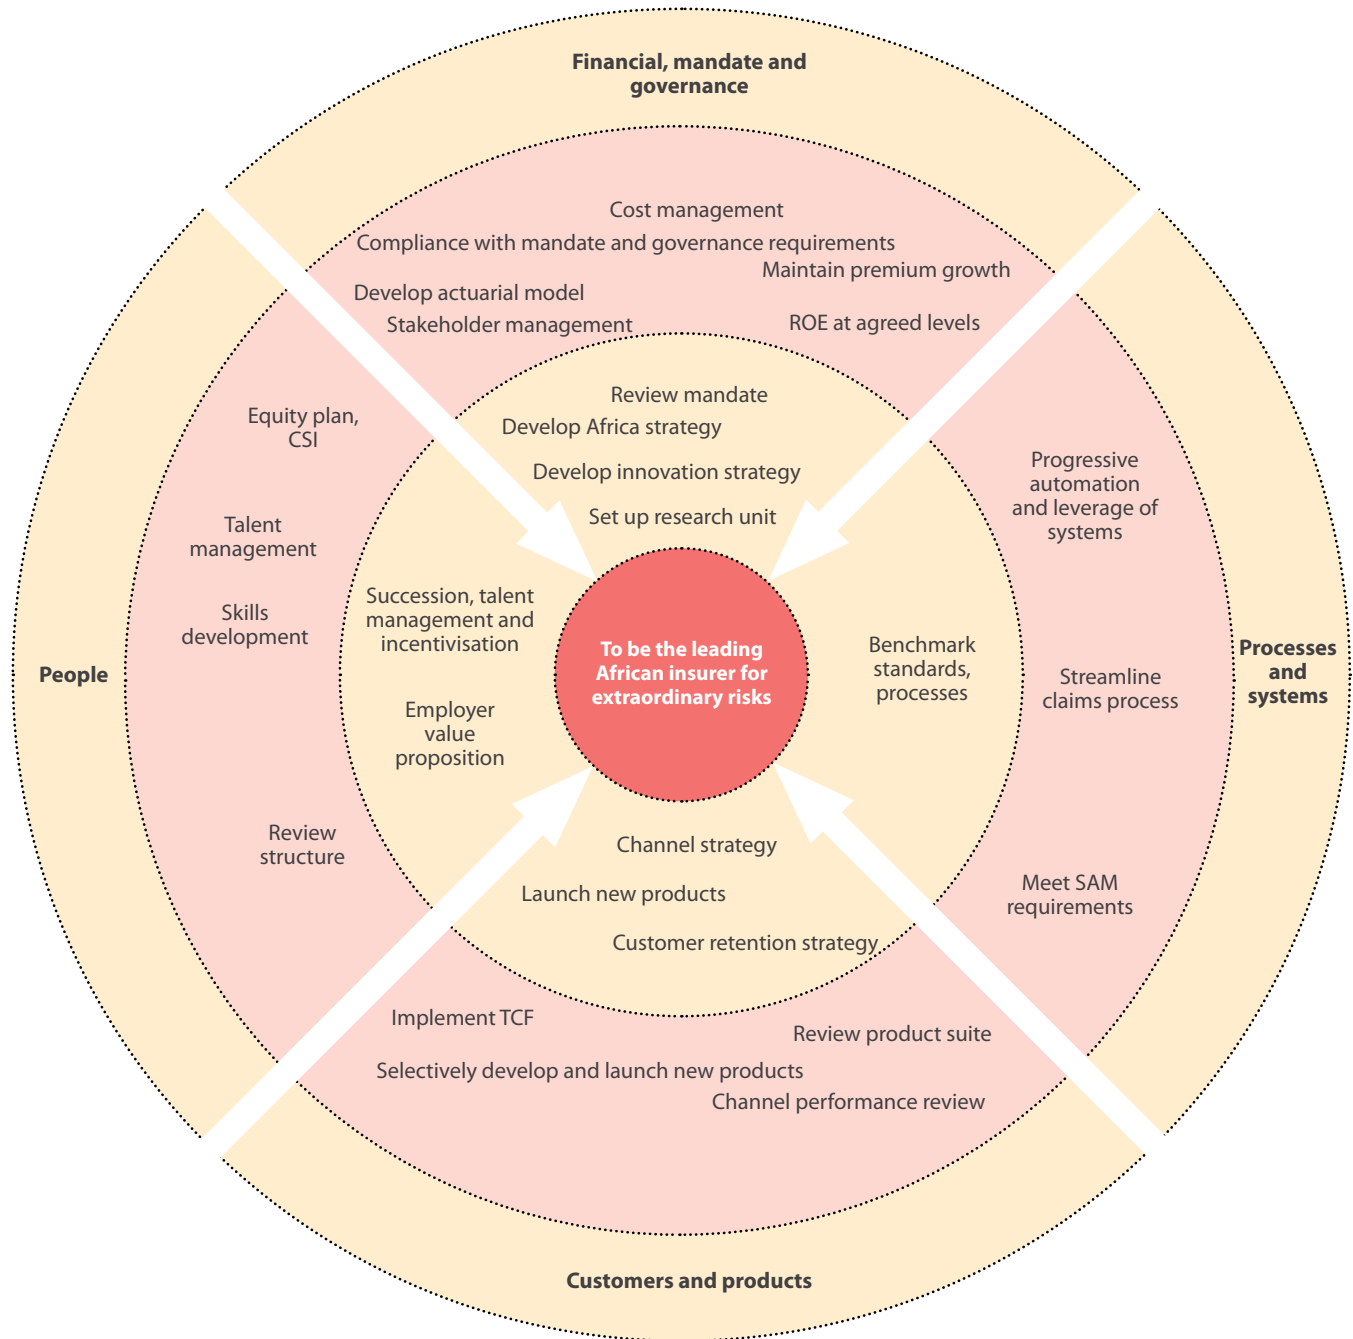 Financial, mandate and
governance
Cost management
Compliance with mandate and governance requirements
Maintain premium growth
Develop actuarial model
Stakeholder management
ROE at agreed levels
Review mandate
Develop Africa strategy
Develop innovation strategy
Set up research unit
People
Equity plan,
CSI
Talent
management
Skills
development
Review
structure
Succession, talent
management and
incentivisation
Employer
value
proposition
To be the leading
African insurer for
extraordinary risks
Benchmark
standards,
processes
Progressive
automation
and leverage of
systems
Streamline
claims process
Meet SAM
requirements
Processes
and
systems
Channel strategy
Launch new products
Customer retention strategy
Implement TCF
Review product suite
Selectively develop and launch new products
Channel performance review
Customers and products